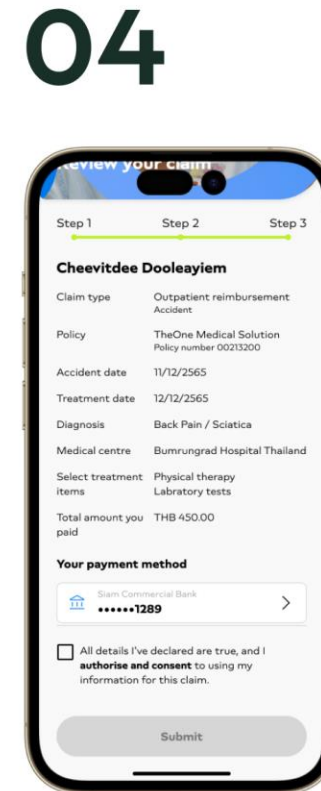 04
Review your claim
Step 1 Step 2 Step 3
Cheevitdee Dooleayiem
Claim type Outpatient reimbursement
Accident
Policy TheOne Medical Solution
Policy number 00213200
Accident date 11/12/2565
Treatment date 12/12/2565
Diagnosis Back Pain / Sciatica
Medical centre Bumrungrad Hospital Thailand
Select treatment Physical therapy
items Labratory tests
Total amount you THB 450.00
paid
Your payment method
Siam Commercial Bank
••••••1289
All details I've declared are true, and I
authorise and consent to using my
information for this claim.
Submit